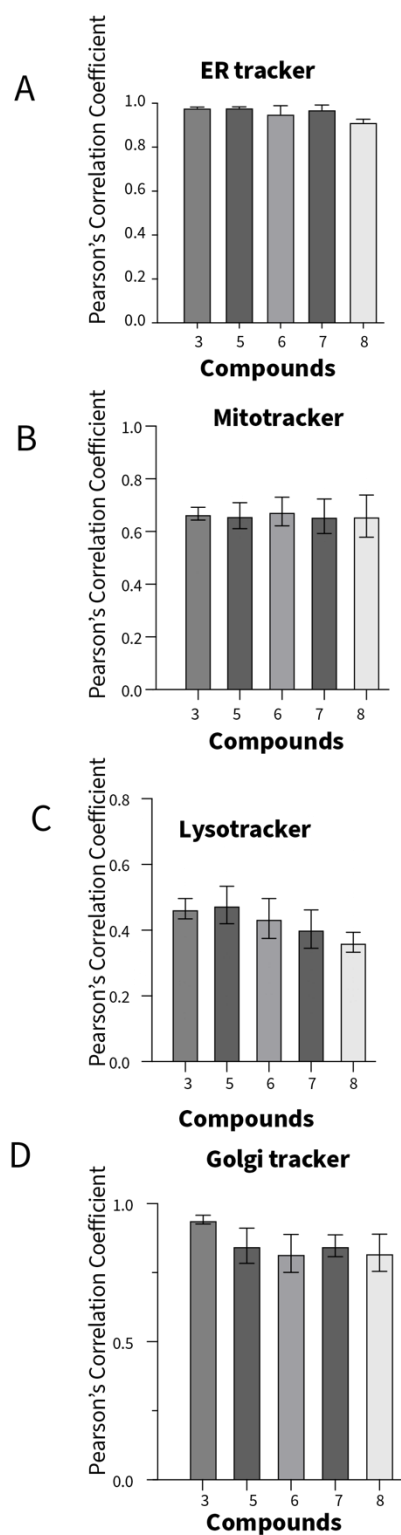 A
ER tracker
Pearson's Correlation Coefficient
1.0
0.8
0.6
0.4
0.2
0.0
3 5 6 7 8
Compounds
B
Mitotracker
Pearson's Correlation Coefficient
1.0
0.8
0.6
0.4
0.2
0.0
3 5 6 7 8
Compounds
C
Lysotracker
Pearson's Correlation Coefficient
0.8
0.6
0.4
0.2
0.0
3 5 6 7 8
Compounds
D
Golgi tracker
Pearson's Correlation Coefficient
1.0
0.5
0.0
3 5 6 7 8
Compounds